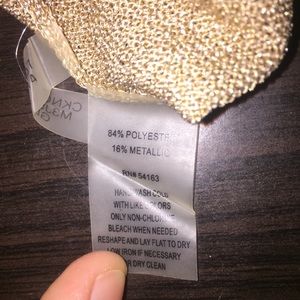 84% POLYESTER
16% METALLIC
RN# 54163
HAND WASH COLD
WITH LIKE COLORS
ONLY NON-CHLORINE
BLEACH WHEN NEEDED
RESHAPE AND LAY FLAT TO DRY
LOW IRON IF NECESSARY
OR DRY CLEAN